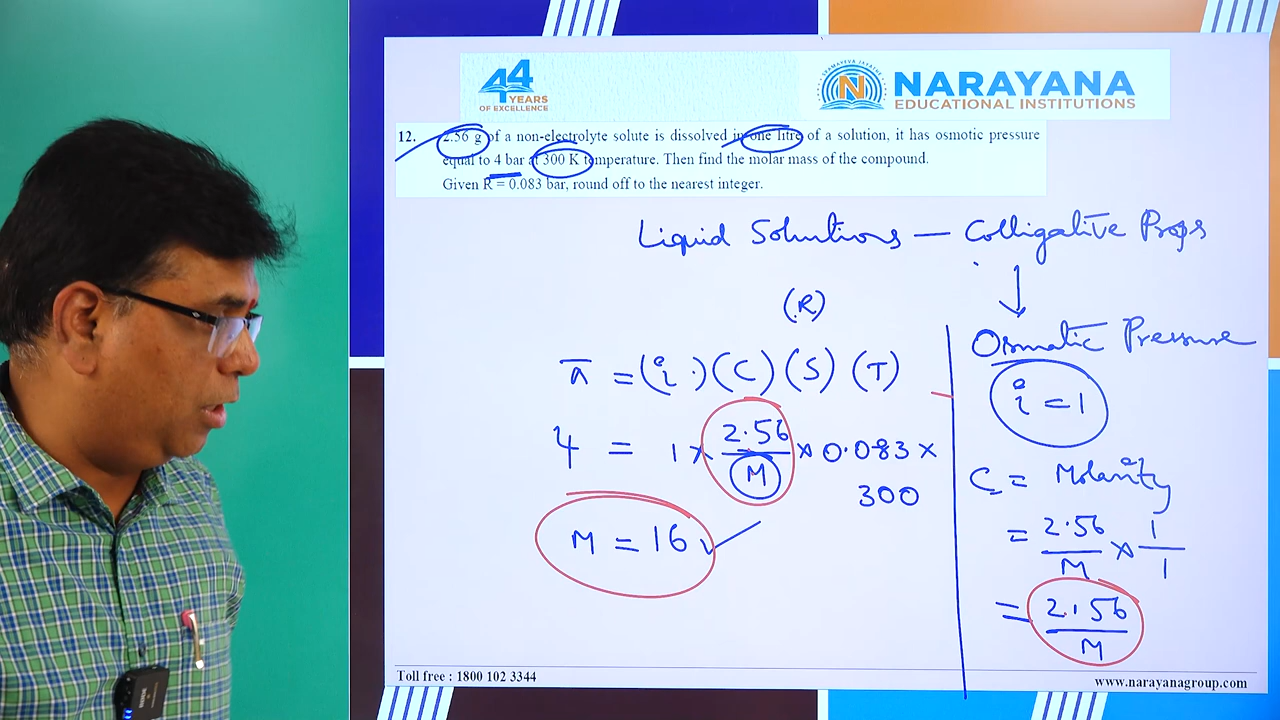 44
YEARS
OF EXCELLENCE
NARAYANA
EDUCATIONAL INSTITUTIONS
12. 2.56 g of a non-electrolyte solute is dissolved in one litre of a solution, it has osmotic pressure
equal to 4 bar at 300 K temperature. Then find the molar mass of the compound.
Given R = 0.083 bar, round off to the nearest integer.
Liquid Solutions — Colligative Props
(R)
π = (i) (C) (S) (T)
4 = 1 × 2.56/M × 0.083 ×
300
M = 16
Osmatic Pressure
i = 1
C = Molarity
= 2.56/M × 1/1
= 2.56/M
Toll free : 1800 102 3344
www.narayanagroup.com